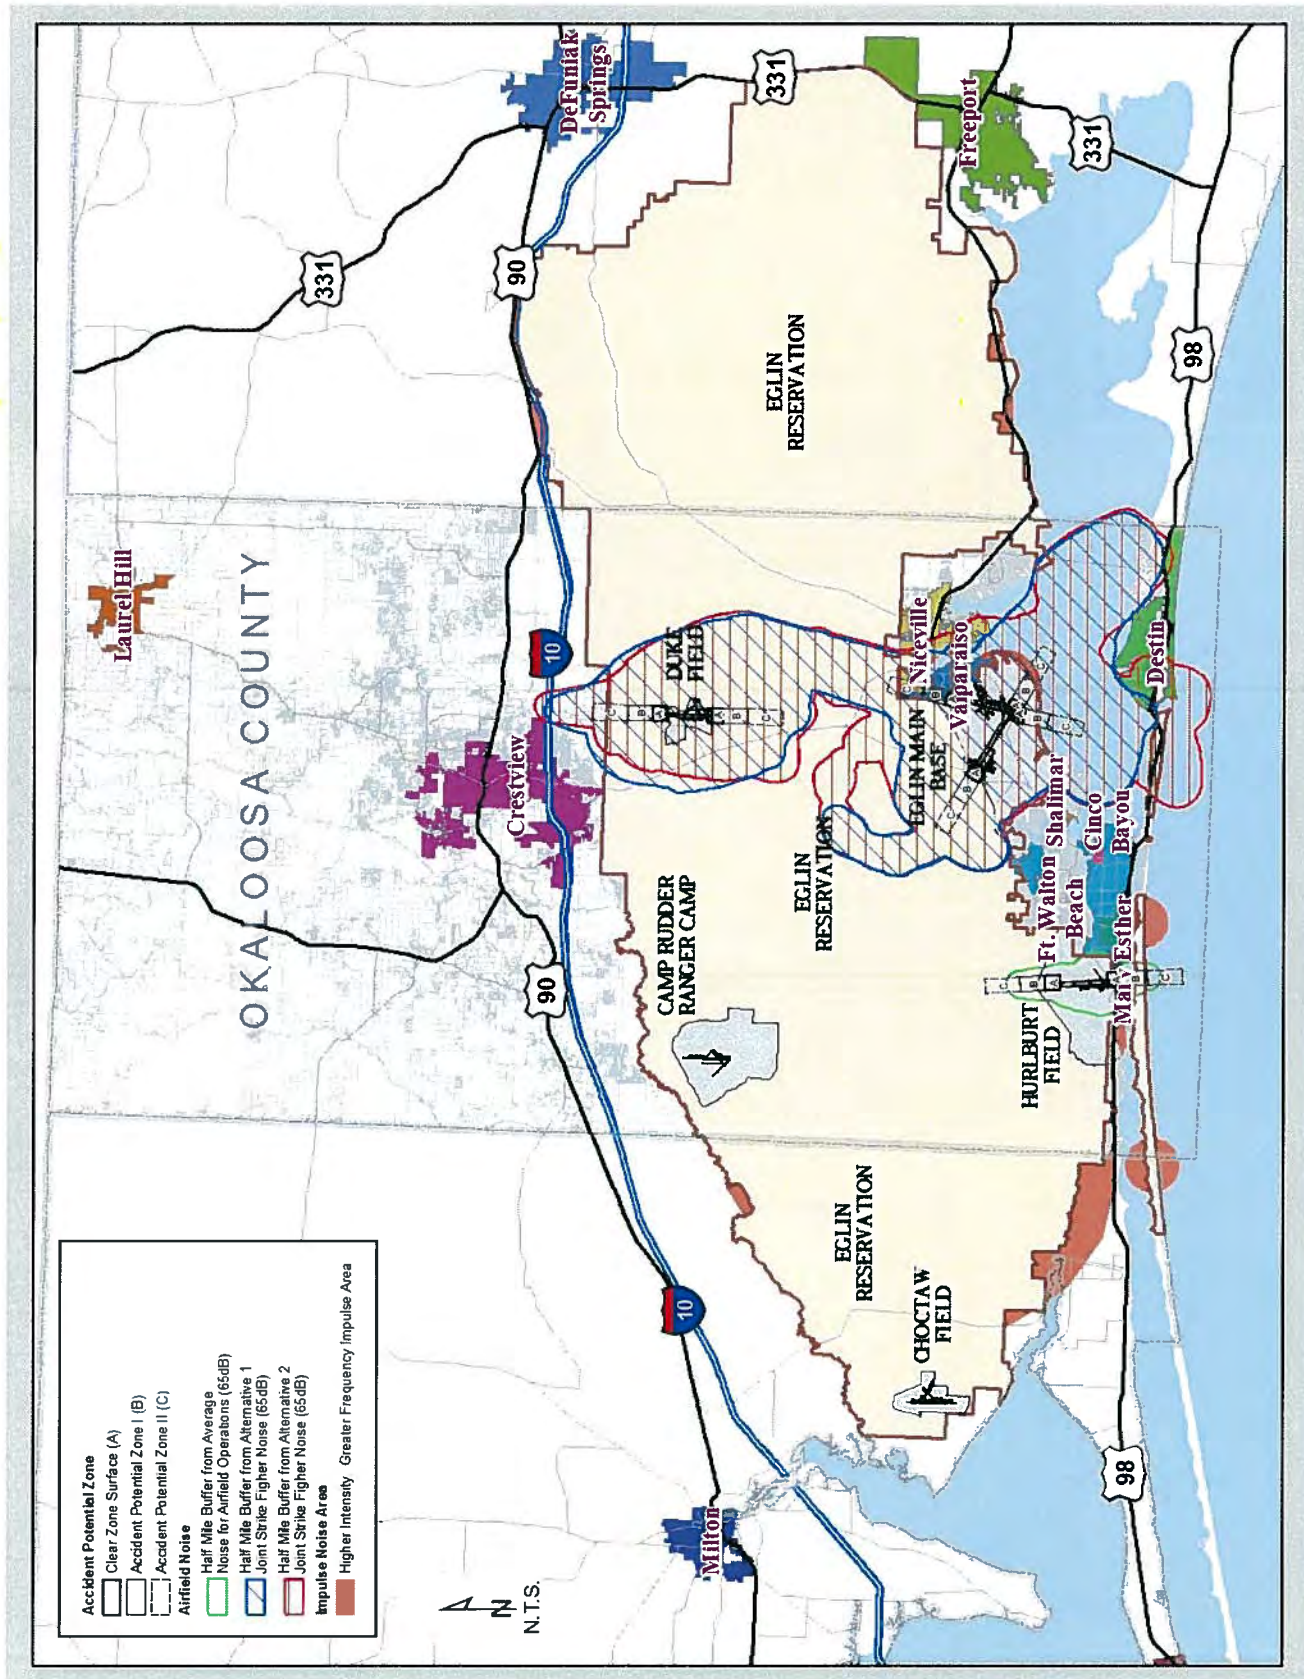 Accident Potential Zone
Clear Zone Surface (A)
Accident Potential Zone I (B)
Accident Potential Zone II (C)
Airfield Noise
Half Mile Buffer from Average
Noise for Airfield Operations (65dB)
Half Mile Buffer from Alternative 1
Joint Strike Figher Noise (65dB)
Half Mile Buffer from Alternative 2
Joint Strike Figher Noise (65dB)
Impulse Noise Area
Higher Intensity Greater Frequency Impulse Area
N
N.T.S.
OKALOOSA COUNTY
Laurel Hill
331
DeFuniak
Springs
90
331
10
Crestview
90
10
Milton
DUKE
FIELD
CAMP RUDDER
RANGER CAMP
EGLIN
RESERVATION
EGLIN
RESERVATION
EGLIN
RESERVATION
CHOCTAW
FIELD
EGLIN MAIN
BASE
Niceville
Valparaiso
Freeport
331
HURLBURT
FIELD
Ft. Walton
Beach
Shalimar
Cinco
Bayou
Mary Esther
Destin
98
98
C
B
A
A
B
C
C
B
A
A
B
C
C
B
A
B
C
B
C